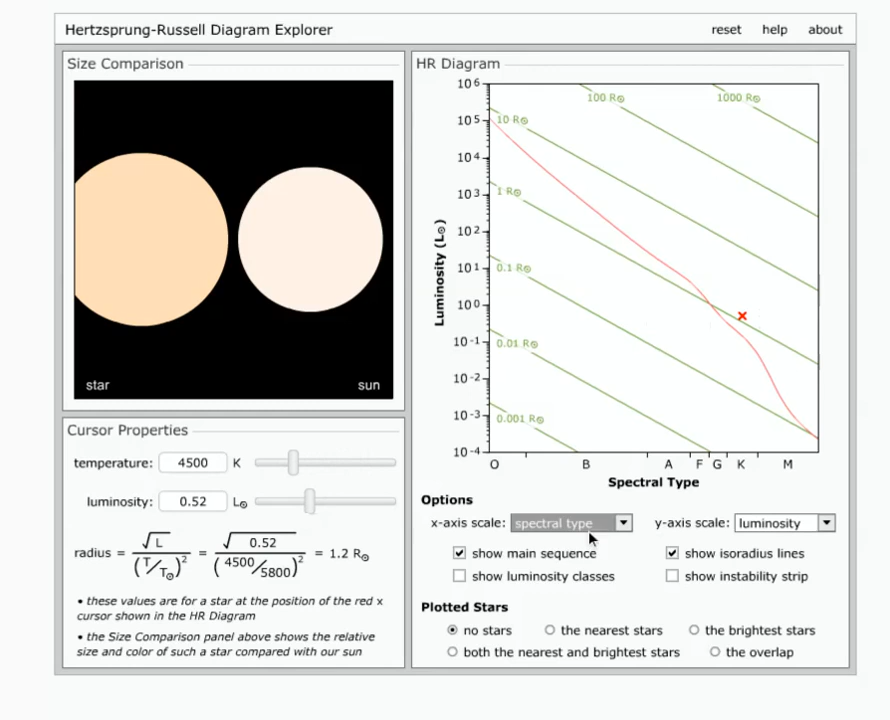 Hertzsprung-Russell Diagram Explorer
reset help about
Size Comparison
star sun
Cursor Properties
temperature: 4500 K
luminosity: 0.52 L⊙
radius = √L / (T/T⊙)² = √0.52 / (4500/5800)² = 1.2 R⊙
• these values are for a star at the position of the red x
cursor shown in the HR Diagram
• the Size Comparison panel above shows the relative
size and color of such a star compared with our sun
HR Diagram
Luminosity (L⊙)
10⁶
10⁵
10⁴
10³
10²
10¹
10⁰
10⁻¹
10⁻²
10⁻³
10⁻⁴
100 R⊙
1000 R⊙
10 R⊙
1 R⊙
0.1 R⊙
0.01 R⊙
0.001 R⊙
O B A F G K M
Spectral Type
Options
x-axis scale: spectral type y-axis scale: luminosity
show main sequence show isoradius lines
show luminosity classes show instability strip
Plotted Stars
no stars the nearest stars the brightest stars
both the nearest and brightest stars the overlap